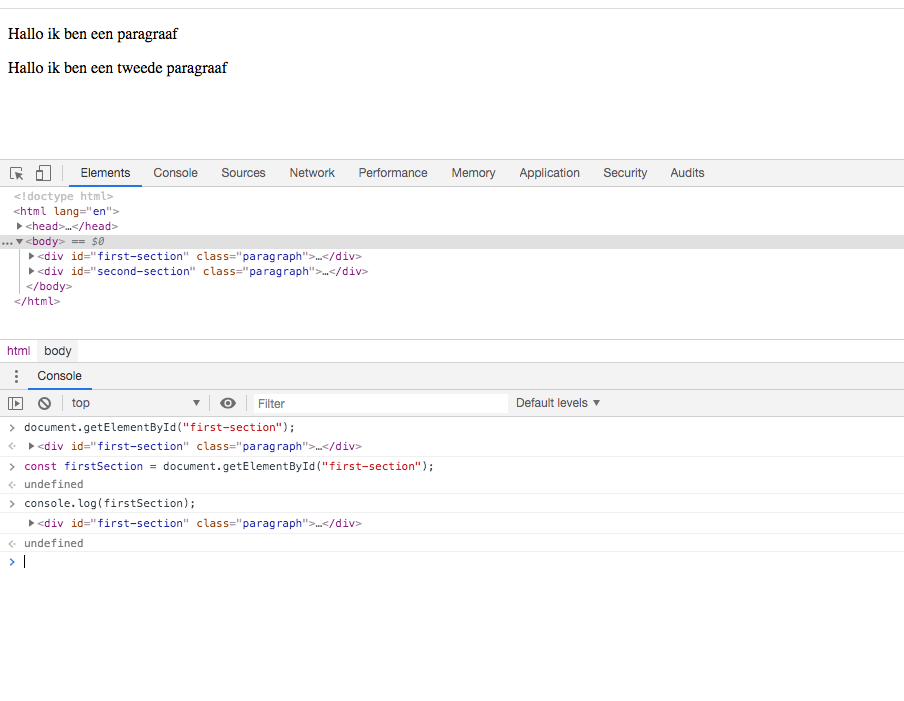 Hallo ik ben een paragraaf
Hallo ik ben een tweede paragraaf
Elements Console Sources Network Performance Memory Application Security Audits
<!doctype html>
<html lang="en">
▶<head>…</head>
…▼<body> == $0
▶<div id="first-section" class="paragraph">…</div>
▶<div id="second-section" class="paragraph">…</div>
</body>
</html>
html body
Console
top ▼ Filter Default levels ▼
> document.getElementById("first-section");
<· ▶<div id="first-section" class="paragraph">…</div>
> const firstSection = document.getElementById("first-section");
<· undefined
> console.log(firstSection);
▶<div id="first-section" class="paragraph">…</div>
<· undefined
>